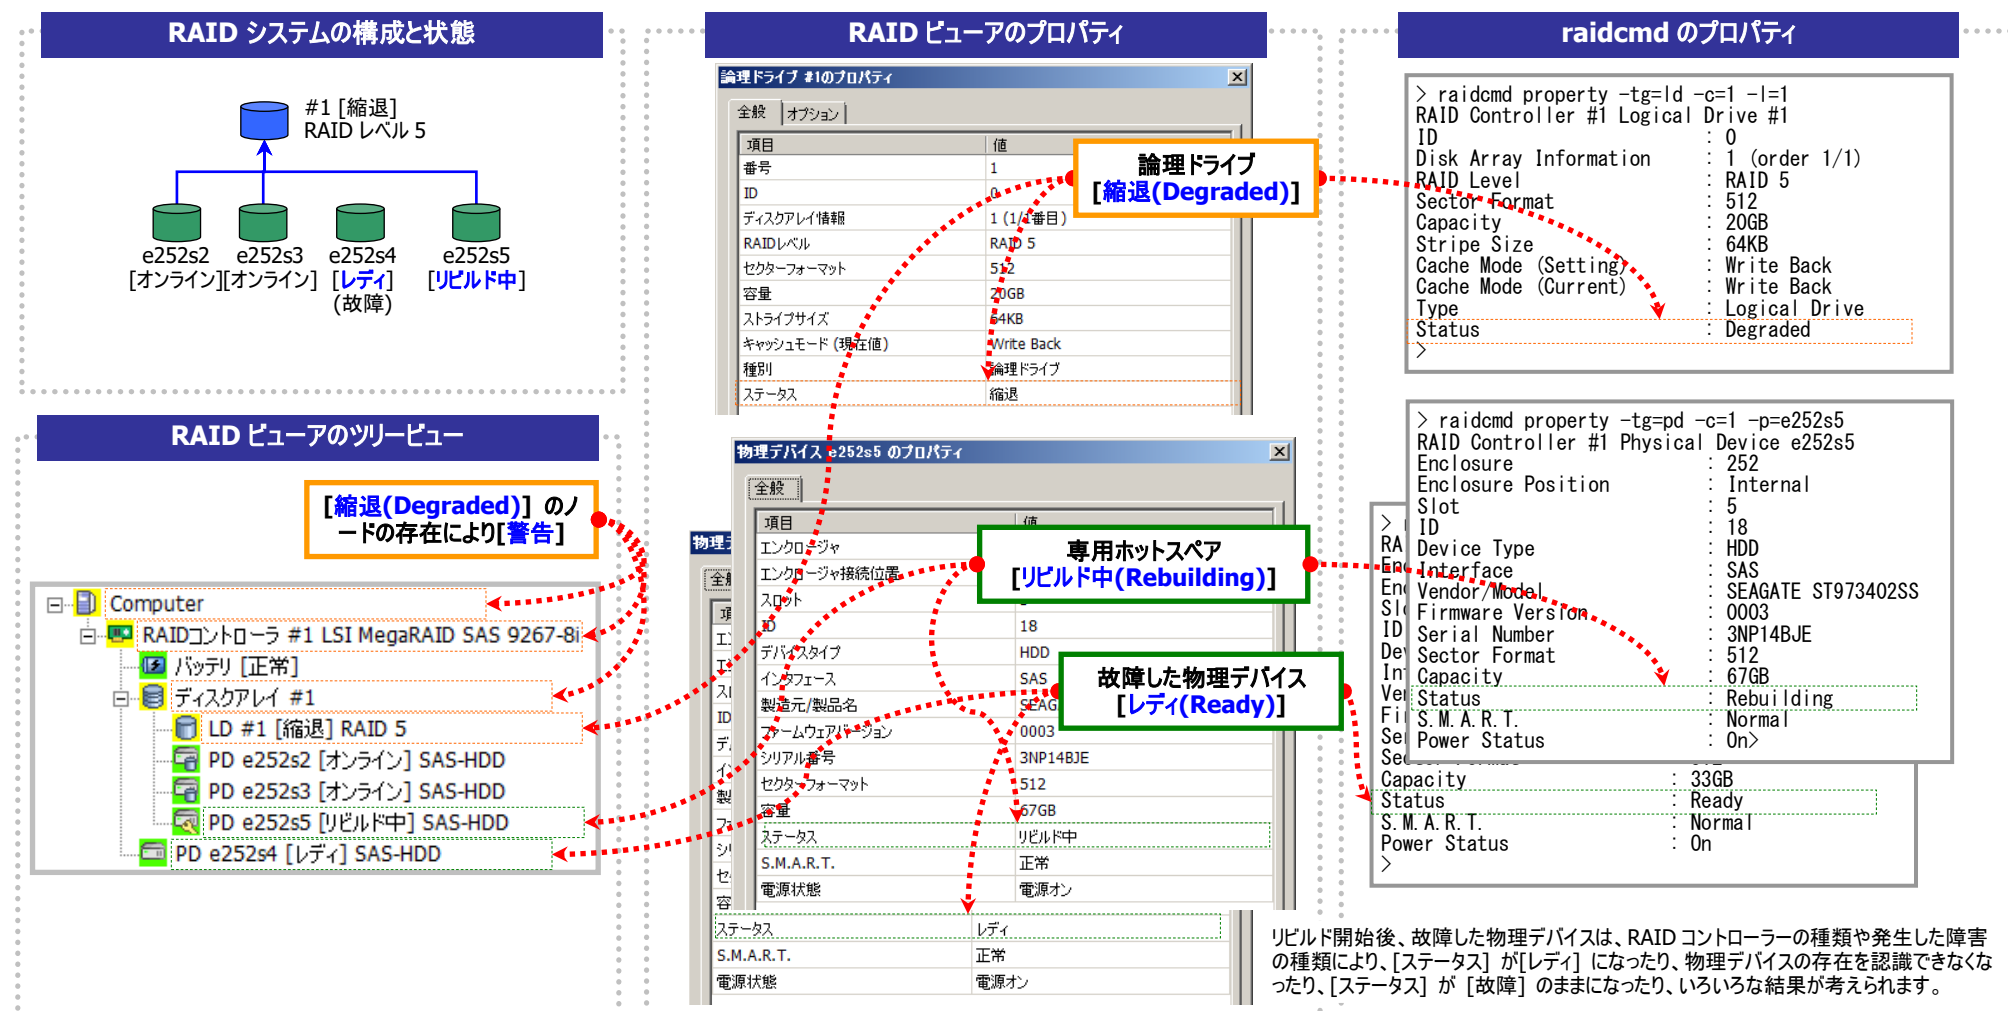 RAID システムの構成と状態
#1 [縮退]
RAID レベル 5
e252s2 e252s3 e252s4 e252s5
[オンライン][オンライン] [レディ] [リビルド中]
(故障)
RAID ビューアのツリービュー
[縮退(Degraded)] のノ
ードの存在により[警告]
Computer
RAIDコントローラ #1 LSI MegaRAID SAS 9267-8i
バッテリ [正常]
ディスクアレイ #1
LD #1 [縮退] RAID 5
PD e252s2 [オンライン] SAS-HDD
PD e252s3 [オンライン] SAS-HDD
PD e252s5 [リビルド中] SAS-HDD
PD e252s4 [レディ] SAS-HDD
RAID ビューアのプロパティ
論理ドライブ #1のプロパティ
全般 オプション
項目 値
番号 1
ID 0
ディスクアレイ情報 1 (1/1番目)
RAIDレベル RAID 5
セクターフォーマット 512
容量 20GB
ストライプサイズ 64KB
キャッシュモード (現在値) Write Back
種別 論理ドライブ
ステータス 縮退
論理ドライブ
[縮退(Degraded)]
物理デバイス e252s5 のプロパティ
全般
項目 値
エンクロージャ
エンクロージャ接続位置
スロット
ID 18
デバイスタイプ HDD
インタフェース SAS
製造元/製品名 SEAG
ファームウェアバージョン 0003
シリアル番号 3NP14BJE
セクターフォーマット 512
容量 67GB
ステータス リビルド中
S.M.A.R.T. 正常
電源状態 電源オン
専用ホットスペア
[リビルド中(Rebuilding)]
故障した物理デバイス
[レディ(Ready)]
ステータス レディ
S.M.A.R.T. 正常
電源状態 電源オン
raidcmd のプロパティ
> raidcmd property -tg=ld -c=1 -l=1
RAID Controller #1 Logical Drive #1
ID : 0
Disk Array Information : 1 (order 1/1)
RAID Level : RAID 5
Sector Format : 512
Capacity : 20GB
Stripe Size : 64KB
Cache Mode (Setting) : Write Back
Cache Mode (Current) : Write Back
Type : Logical Drive
Status : Degraded
>
> raidcmd property -tg=pd -c=1 -p=e252s5
RAID Controller #1 Physical Device e252s5
Enclosure : 252
Enclosure Position : Internal
Slot : 5
ID : 18
Device Type : HDD
Interface : SAS
Vendor/Model : SEAGATE ST973402SS
Firmware Version : 0003
Serial Number : 3NP14BJE
Sector Format : 512
Capacity : 67GB
Status : Rebuilding
S.M.A.R.T. : Normal
Power Status : On>
Capacity : 33GB
Status : Ready
S.M.A.R.T. : Normal
Power Status : On
>
リビルド開始後、故障した物理デバイスは、RAID コントローラーの種類や発生した障害
の種類により、[ステータス] が[レディ] になったり、物理デバイスの存在を認識できなくな
ったり、[ステータス] が [故障] のままになったり、いろいろな結果が考えられます。